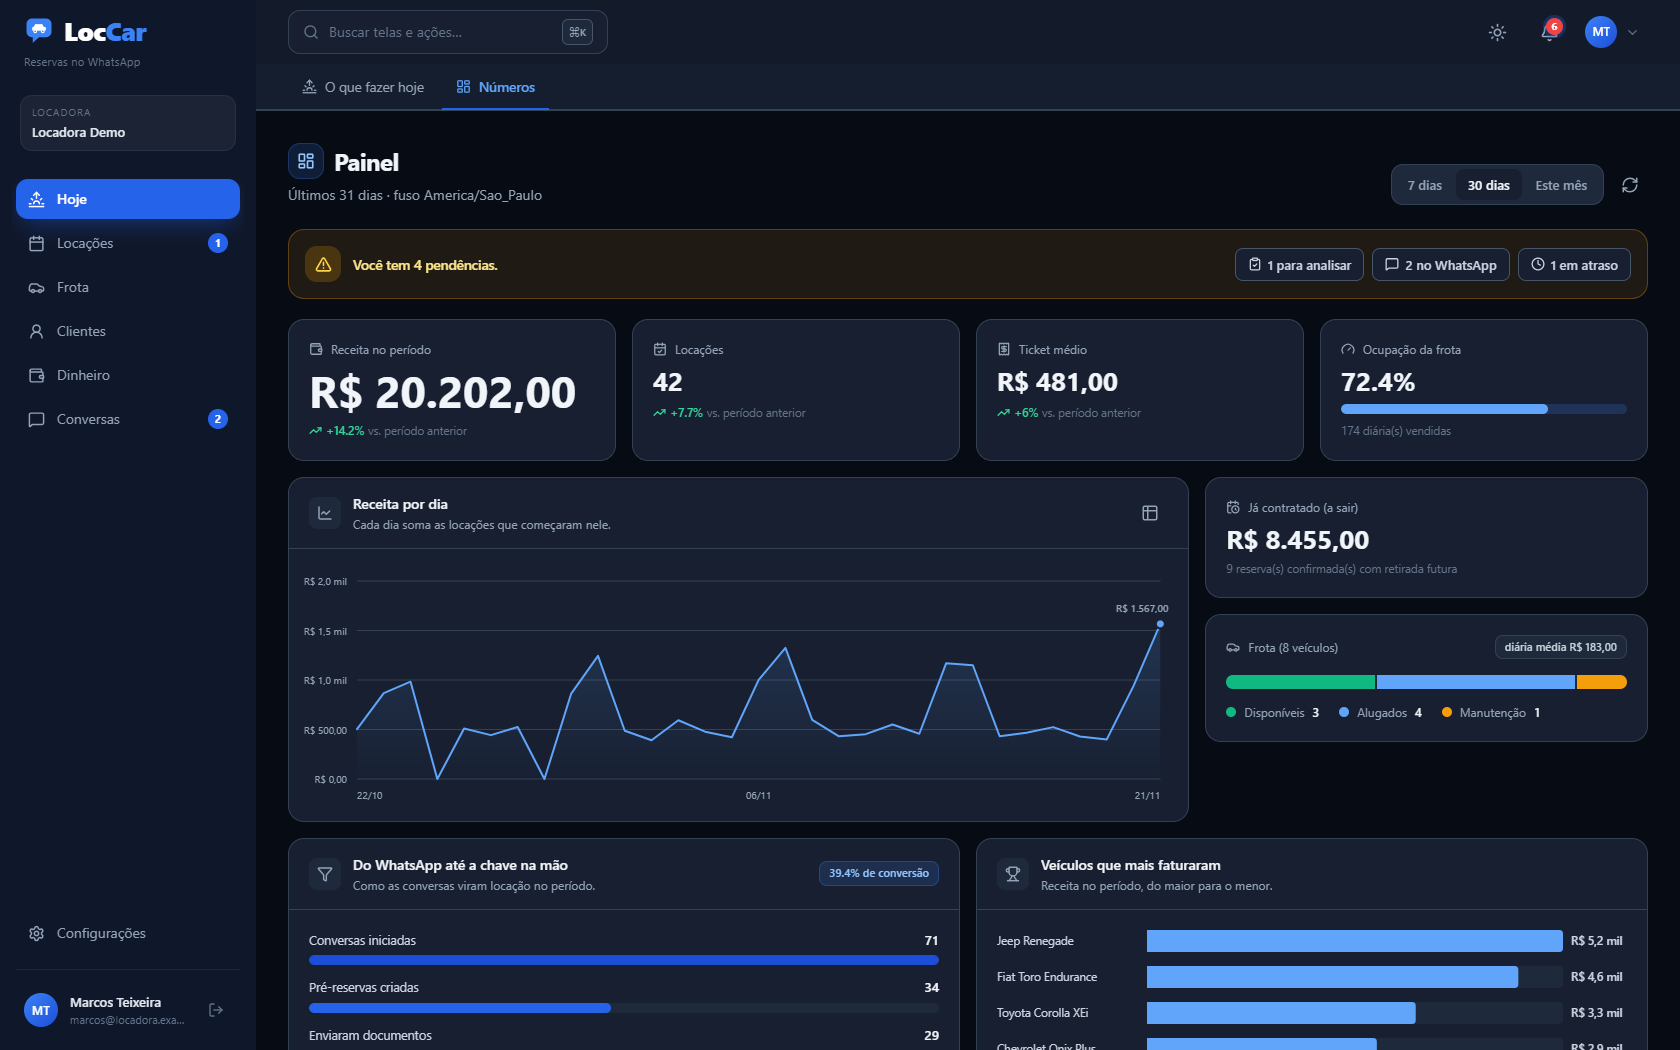 LocCar
Reservas no WhatsApp
LOCADORA
Locadora Demo
Hoje
Locações 1
Frota
Clientes
Dinheiro
Conversas 2
Configurações
MT
Marcos Teixeira
marcos@locadora.exa...
Buscar telas e ações... ⌘K
6
MT
O que fazer hoje
Números
Painel
Últimos 31 dias · fuso America/Sao_Paulo
7 dias 30 dias Este mês
Você tem 4 pendências.
1 para analisar 2 no WhatsApp 1 em atraso
Receita no período
R$ 20.202,00
+14.2% vs. período anterior
Locações
42
+7.7% vs. período anterior
Ticket médio
R$ 481,00
+6% vs. período anterior
Ocupação da frota
72.4%
174 diária(s) vendidas
Receita por dia
Cada dia soma as locações que começaram nele.
R$ 2,0 mil
R$ 1.567,00
R$ 1,5 mil
R$ 1,0 mil
R$ 500,00
R$ 0,00
22/10 06/11 21/11
Já contratado (a sair)
R$ 8.455,00
9 reserva(s) confirmada(s) com retirada futura
Frota (8 veículos)
diária média R$ 183,00
Disponíveis 3 Alugados 4 Manutenção 1
Do WhatsApp até a chave na mão
Como as conversas viram locação no período.
39.4% de conversão
Conversas iniciadas 71
Pré-reservas criadas 34
Enviaram documentos 29
Veículos que mais faturaram
Receita no período, do maior para o menor.
Jeep Renegade R$ 5,2 mil
Fiat Toro Endurance R$ 4,6 mil
Toyota Corolla XEi R$ 3,3 mil
Chevrolet Onix Plus R$ 2,9 mil